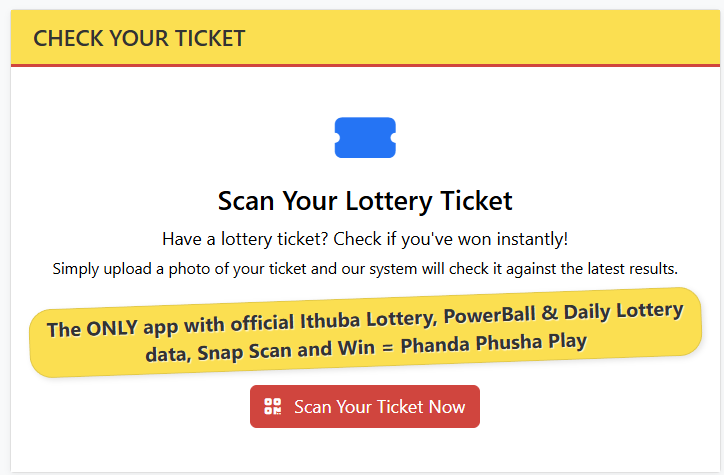 CHECK YOUR TICKET
Scan Your Lottery Ticket
Have a lottery ticket? Check if you've won instantly!
Simply upload a photo of your ticket and our system will check it against the latest results.
The ONLY app with official Ithuba Lottery, PowerBall & Daily Lottery
data, Snap Scan and Win = Phanda Phusha Play
Scan Your Ticket Now